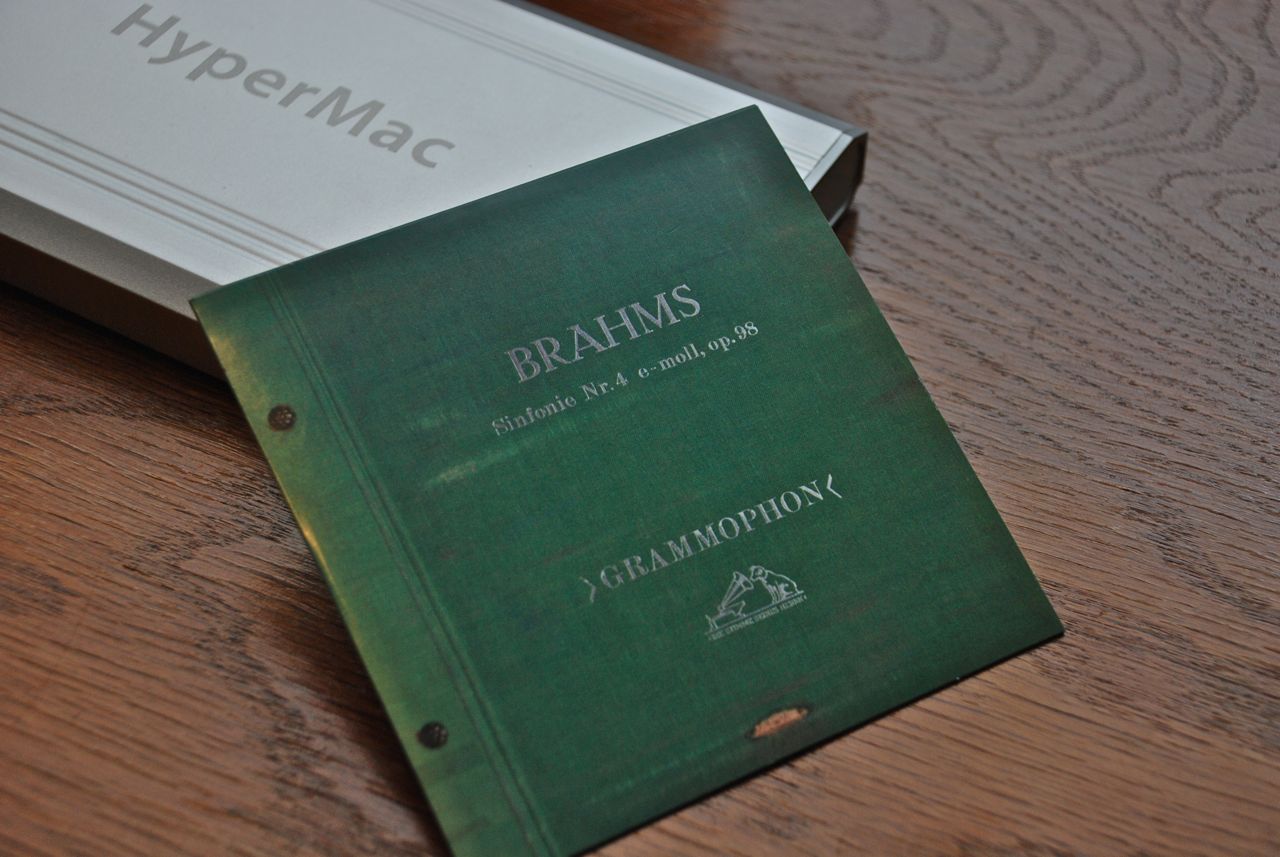 HyperMac
BRAHMS
Sinfonie Nr. 4 e-moll, op. 98
〉GRAMMOPHON〈